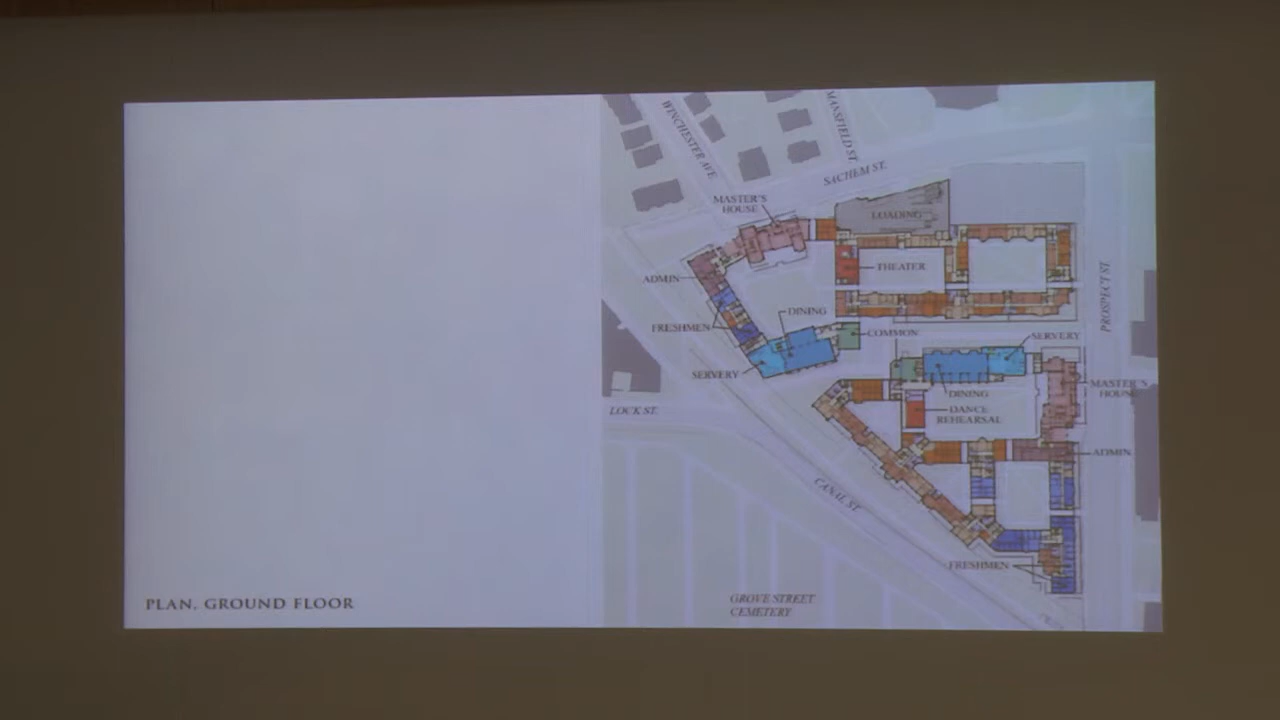 WINCHESTER AVE.
MANSFIELD ST.
SACHEM ST.
MASTER'S
HOUSE
LOADING
ADMIN
THEATER
PROSPECT ST.
DINING
FRESHMEN
COMMON
SERVERY
SERVERY
DINING
MASTER'S
HOUSE
LOCK ST.
DANCE
REHEARSAL
ADMIN
CANAL ST.
FRESHMEN
GROVE STREET
CEMETERY
PLAN, GROUND FLOOR